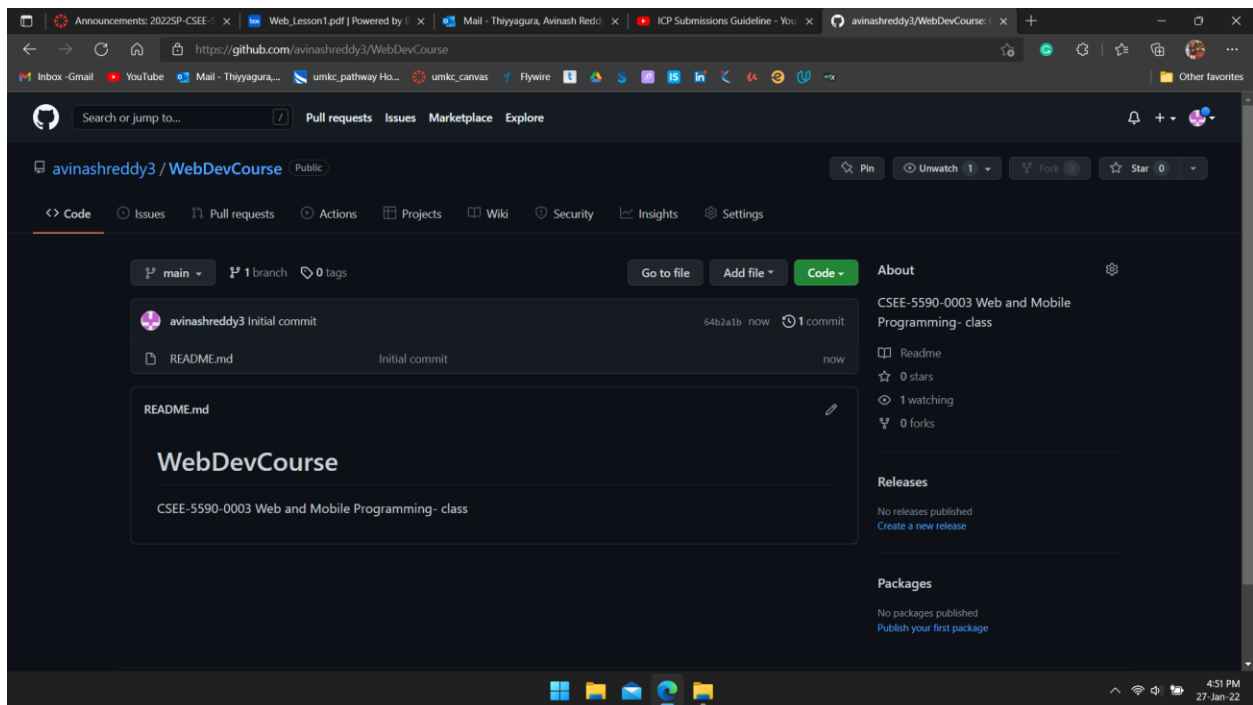 Announcements: 2022SP-CSEE-5
Web_Lesson1.pdf | Powered by B
Mail - Thiyyagura, Avinash Reddy
ICP Submissions Guideline - You
avinashreddy3/WebDevCourse: C
https://github.com/avinashreddy3/WebDevCourse
Inbox -Gmail
YouTube
Mail - Thiyyagura,...
umkc_pathway Ho...
umkc_canvas
Flywire
Other favorites
Search or jump to...
/
Pull requests Issues Marketplace Explore
avinashreddy3 / WebDevCourse Public
Pin
Unwatch 1
Fork 0
Star 0
Code
Issues
Pull requests
Actions
Projects
Wiki
Security
Insights
Settings
main
1 branch
0 tags
Go to file
Add file
Code
About
CSEE-5590-0003 Web and Mobile
Programming- class
avinashreddy3 Initial commit
64b2a1b now
1 commit
README.md
Initial commit
now
Readme
0 stars
1 watching
0 forks
README.md
WebDevCourse
CSEE-5590-0003 Web and Mobile Programming- class
Releases
No releases published
Create a new release
Packages
No packages published
Publish your first package
4:51 PM
27-Jan-22